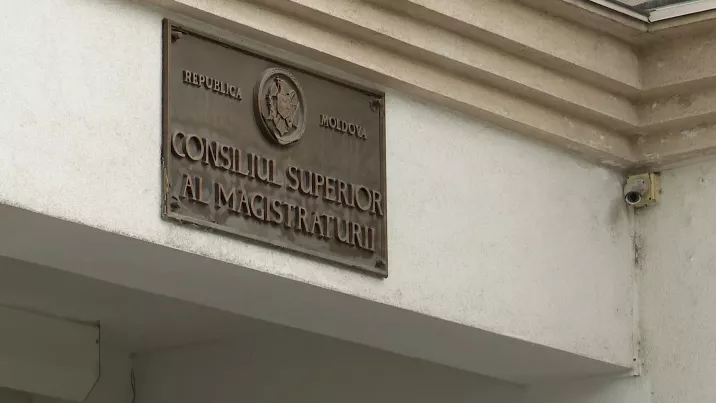 REPUBLICA MOLDOVA
CONSILIUL SUPERIOR
AL MAGISTRATURII